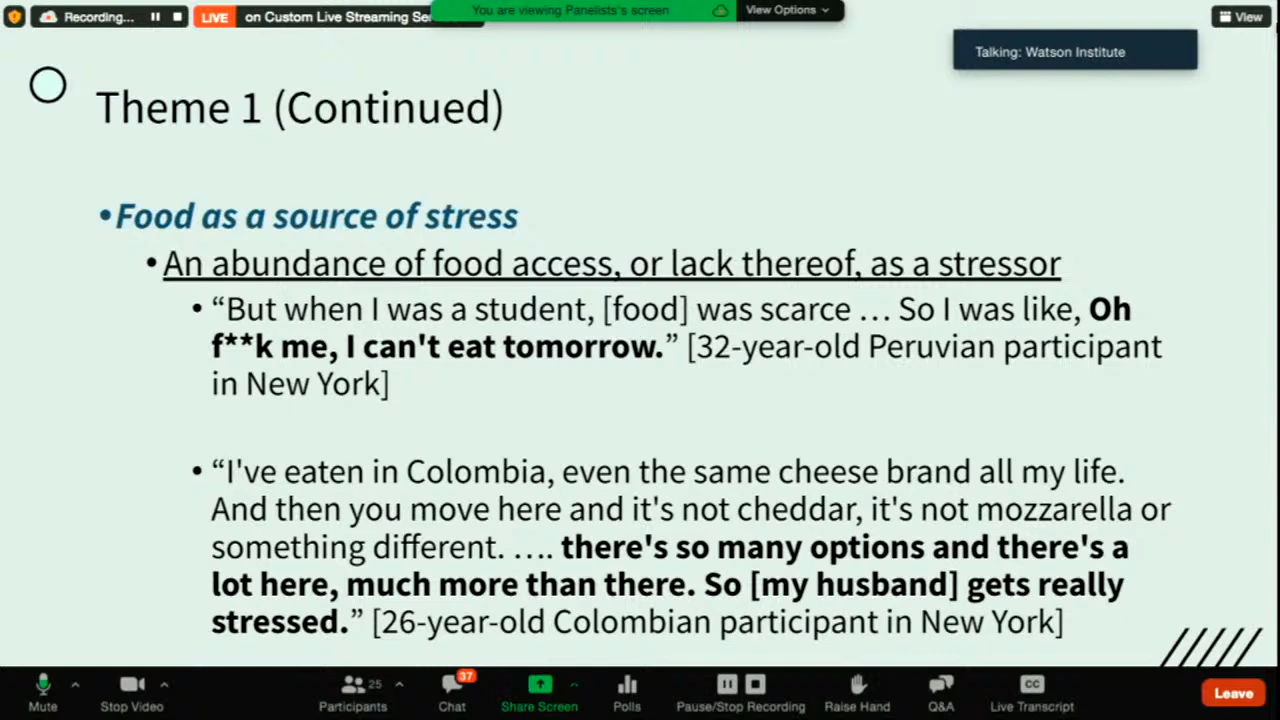 Recording...
LIVE
on Custom Live Streaming Ser
You are viewing Panelists's screen
View Options
View
Talking: Watson Institute
Theme 1 (Continued)
•Food as a source of stress
•An abundance of food access, or lack thereof, as a stressor
• “But when I was a student, [food] was scarce … So I was like, Oh
f**k me, I can't eat tomorrow.” [32-year-old Peruvian participant
in New York]
• “I've eaten in Colombia, even the same cheese brand all my life.
And then you move here and it's not cheddar, it's not mozzarella or
something different. …. there's so many options and there's a
lot here, much more than there. So [my husband] gets really
stressed.” [26-year-old Colombian participant in New York]
37
25
CC
Mute
Stop Video
Participants
Chat
Share Screen
Polls
Pause/Stop Recording
Raise Hand
Q&A
Live Transcript
Leave